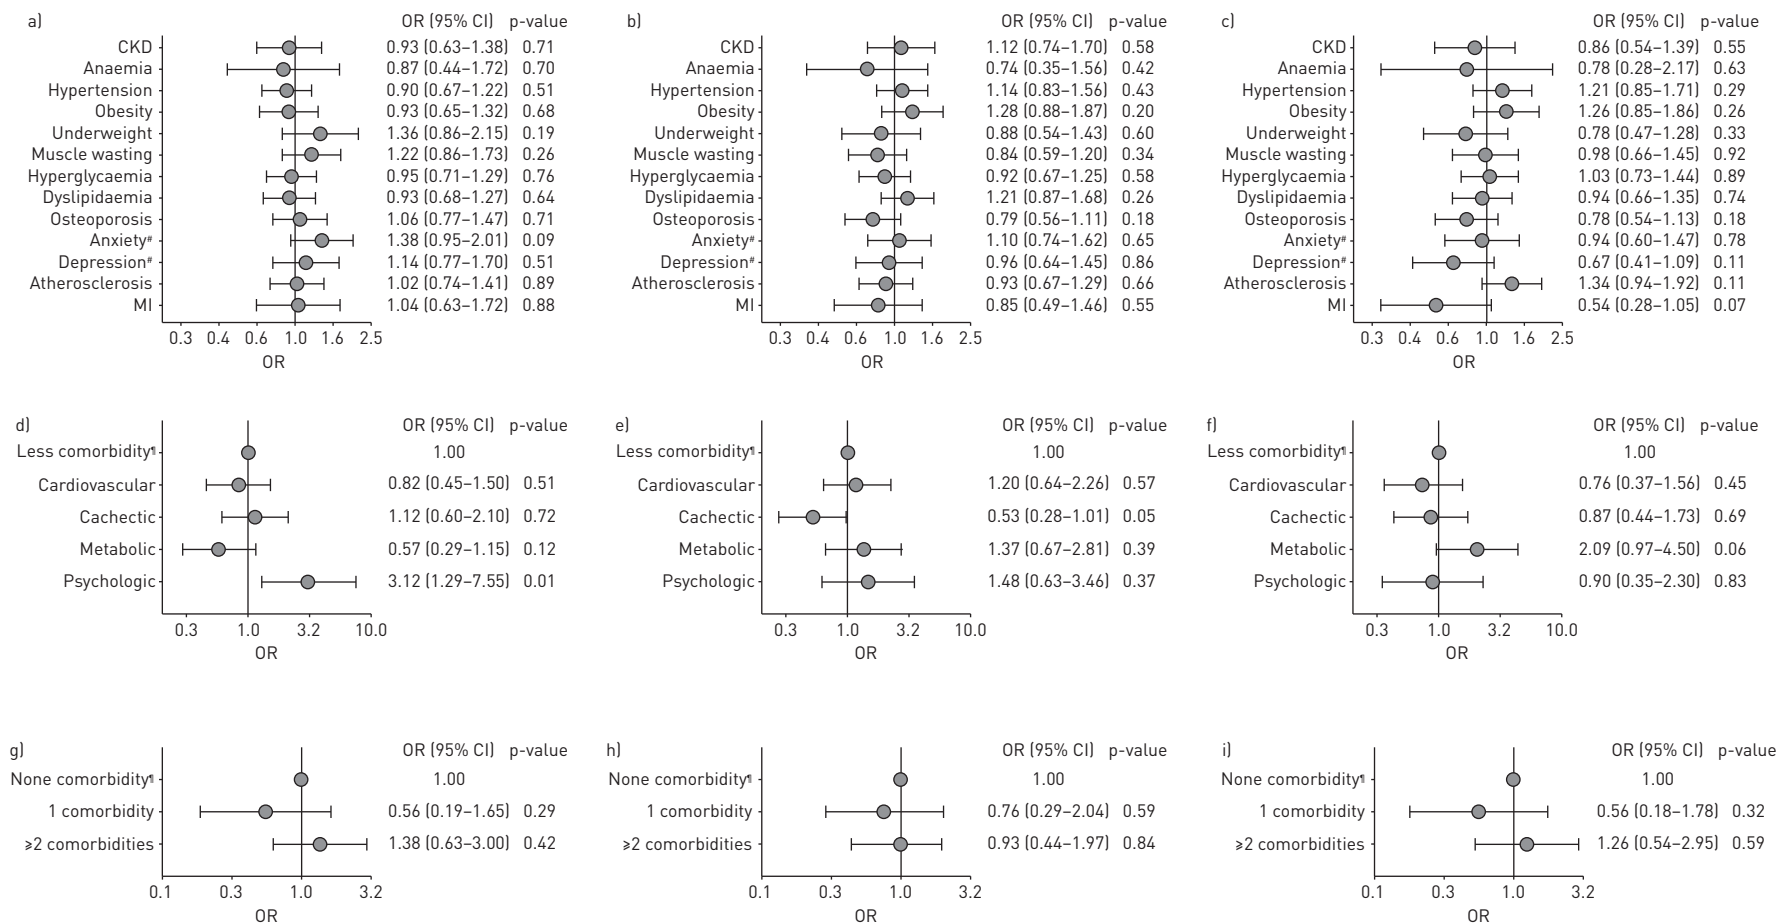 a) OR (95% CI) p-value
CKD 0.93 (0.63–1.38) 0.71
Anaemia 0.87 (0.44–1.72) 0.70
Hypertension 0.90 (0.67–1.22) 0.51
Obesity 0.93 (0.65–1.32) 0.68
Underweight 1.36 (0.86–2.15) 0.19
Muscle wasting 1.22 (0.86–1.73) 0.26
Hyperglycaemia 0.95 (0.71–1.29) 0.76
Dyslipidaemia 0.93 (0.68–1.27) 0.64
Osteoporosis 1.06 (0.77–1.47) 0.71
Anxiety# 1.38 (0.95–2.01) 0.09
Depression# 1.14 (0.77–1.70) 0.51
Atherosclerosis 1.02 (0.74–1.41) 0.89
MI 1.04 (0.63–1.72) 0.88
0.3 0.4 0.6 1.0 1.6 2.5
OR
b) OR (95% CI) p-value
CKD 1.12 (0.74–1.70) 0.58
Anaemia 0.74 (0.35–1.56) 0.42
Hypertension 1.14 (0.83–1.56) 0.43
Obesity 1.28 (0.88–1.87) 0.20
Underweight 0.88 (0.54–1.43) 0.60
Muscle wasting 0.84 (0.59–1.20) 0.34
Hyperglycaemia 0.92 (0.67–1.25) 0.58
Dyslipidaemia 1.21 (0.87–1.68) 0.26
Osteoporosis 0.79 (0.56–1.11) 0.18
Anxiety# 1.10 (0.74–1.62) 0.65
Depression# 0.96 (0.64–1.45) 0.86
Atherosclerosis 0.93 (0.67–1.29) 0.66
MI 0.85 (0.49–1.46) 0.55
0.3 0.4 0.6 1.0 1.6 2.5
OR
c) OR (95% CI) p-value
CKD 0.86 (0.54–1.39) 0.55
Anaemia 0.78 (0.28–2.17) 0.63
Hypertension 1.21 (0.85–1.71) 0.29
Obesity 1.26 (0.85–1.86) 0.26
Underweight 0.78 (0.47–1.28) 0.33
Muscle wasting 0.98 (0.66–1.45) 0.92
Hyperglycaemia 1.03 (0.73–1.44) 0.89
Dyslipidaemia 0.94 (0.66–1.35) 0.74
Osteoporosis 0.78 (0.54–1.13) 0.18
Anxiety# 0.94 (0.60–1.47) 0.78
Depression# 0.67 (0.41–1.09) 0.11
Atherosclerosis 1.34 (0.94–1.92) 0.11
MI 0.54 (0.28–1.05) 0.07
0.3 0.4 0.6 1.0 1.6 2.5
OR
d) OR (95% CI) p-value
Less comorbidity¶ 1.00
Cardiovascular 0.82 (0.45–1.50) 0.51
Cachectic 1.12 (0.60–2.10) 0.72
Metabolic 0.57 (0.29–1.15) 0.12
Psychologic 3.12 (1.29–7.55) 0.01
0.3 1.0 3.2 10.0
OR
e) OR (95% CI) p-value
Less comorbidity¶ 1.00
Cardiovascular 1.20 (0.64–2.26) 0.57
Cachectic 0.53 (0.28–1.01) 0.05
Metabolic 1.37 (0.67–2.81) 0.39
Psychologic 1.48 (0.63–3.46) 0.37
0.3 1.0 3.2 10.0
OR
f) OR (95% CI) p-value
Less comorbidity¶ 1.00
Cardiovascular 0.76 (0.37–1.56) 0.45
Cachectic 0.87 (0.44–1.73) 0.69
Metabolic 2.09 (0.97–4.50) 0.06
Psychologic 0.90 (0.35–2.30) 0.83
0.3 1.0 3.2 10.0
OR
g) OR (95% CI) p-value
None comorbidity¶ 1.00
1 comorbidity 0.56 (0.19–1.65) 0.29
⩾2 comorbidities 1.38 (0.63–3.00) 0.42
0.1 0.3 1.0 3.2
OR
h) OR (95% CI) p-value
None comorbidity¶ 1.00
1 comorbidity 0.76 (0.29–2.04) 0.59
⩾2 comorbidities 0.93 (0.44–1.97) 0.84
0.1 0.3 1.0 3.2
OR
i) OR (95% CI) p-value
None comorbidity¶ 1.00
1 comorbidity 0.56 (0.18–1.78) 0.32
⩾2 comorbidities 1.26 (0.54–2.95) 0.59
0.1 0.3 1.0 3.2
OR